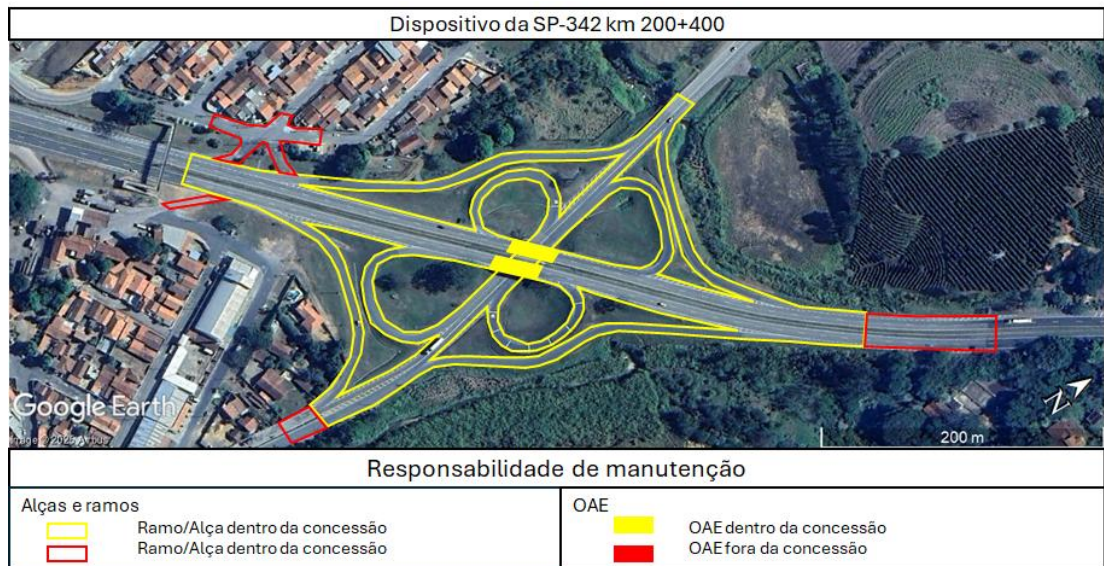 Dispositivo da SP-342 km 200+400
Google Earth
Image © 2025 Airbus
N
200 m
Responsabilidade de manutenção
Alças e ramos
Ramo/Alça dentro da concessão
Ramo/Alça dentro da concessão
OAE
OAE dentro da concessão
OAE fora da concessão